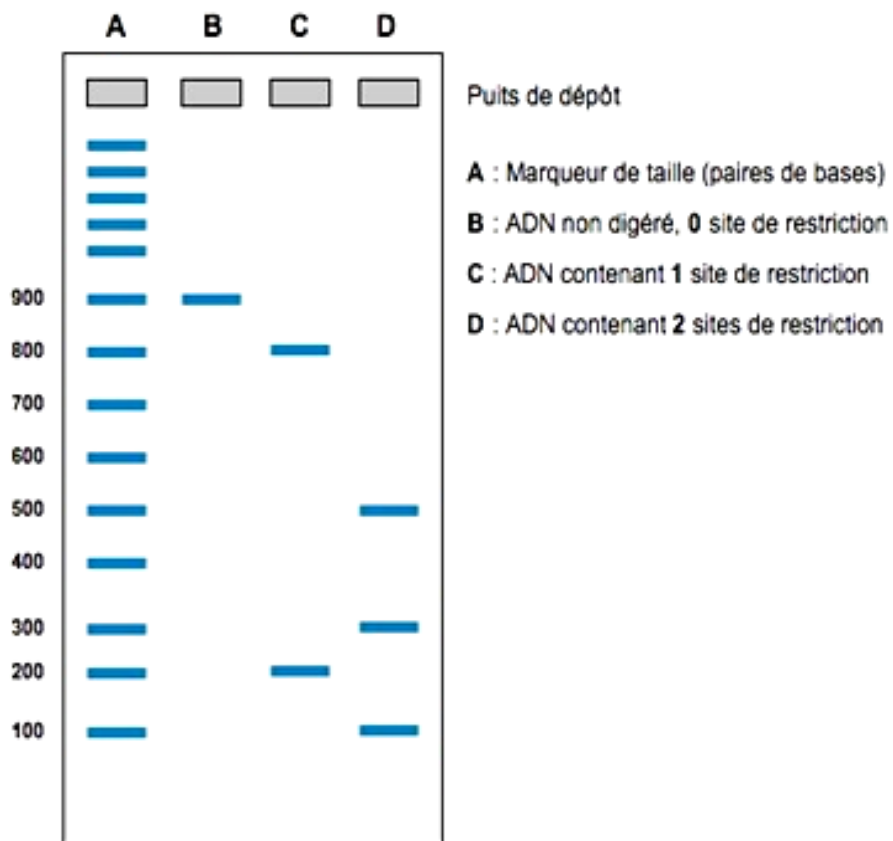 A B C D
Puits de dépôt
A : Marqueur de taille (paires de bases)
B : ADN non digéré, 0 site de restriction
C : ADN contenant 1 site de restriction
D : ADN contenant 2 sites de restriction
900
800
700
600
500
400
300
200
100